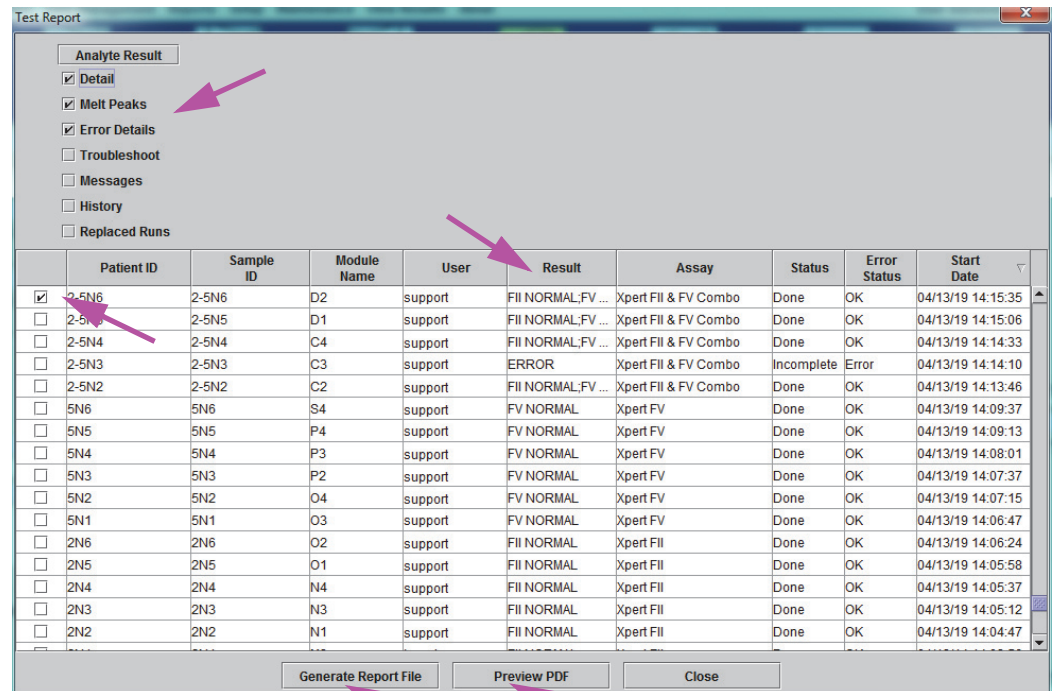 Test Report
Analyte Result
Detail
Melt Peaks
Error Details
Troubleshoot
Messages
History
Replaced Runs
Patient ID Sample ID Module Name User Result Assay Status Error Status Start Date
2-5N6 2-5N6 D2 support FII NORMAL;FV ... Xpert FII & FV Combo Done OK 04/13/19 14:15:35
2-5N5 2-5N5 D1 support FII NORMAL;FV ... Xpert FII & FV Combo Done OK 04/13/19 14:15:06
2-5N4 2-5N4 C4 support FII NORMAL;FV ... Xpert FII & FV Combo Done OK 04/13/19 14:14:33
2-5N3 2-5N3 C3 support ERROR Xpert FII & FV Combo Incomplete Error 04/13/19 14:14:10
2-5N2 2-5N2 C2 support FII NORMAL;FV ... Xpert FII & FV Combo Done OK 04/13/19 14:13:46
5N6 5N6 S4 support FV NORMAL Xpert FV Done OK 04/13/19 14:09:37
5N5 5N5 P4 support FV NORMAL Xpert FV Done OK 04/13/19 14:09:13
5N4 5N4 P3 support FV NORMAL Xpert FV Done OK 04/13/19 14:08:01
5N3 5N3 P2 support FV NORMAL Xpert FV Done OK 04/13/19 14:07:37
5N2 5N2 O4 support FV NORMAL Xpert FV Done OK 04/13/19 14:07:15
5N1 5N1 O3 support FV NORMAL Xpert FV Done OK 04/13/19 14:06:47
2N6 2N6 O2 support FII NORMAL Xpert FII Done OK 04/13/19 14:06:24
2N5 2N5 O1 support FII NORMAL Xpert FII Done OK 04/13/19 14:05:58
2N4 2N4 N4 support FII NORMAL Xpert FII Done OK 04/13/19 14:05:37
2N3 2N3 N3 support FII NORMAL Xpert FII Done OK 04/13/19 14:05:12
2N2 2N2 N1 support FII NORMAL Xpert FII Done OK 04/13/19 14:04:47
Generate Report File Preview PDF Close